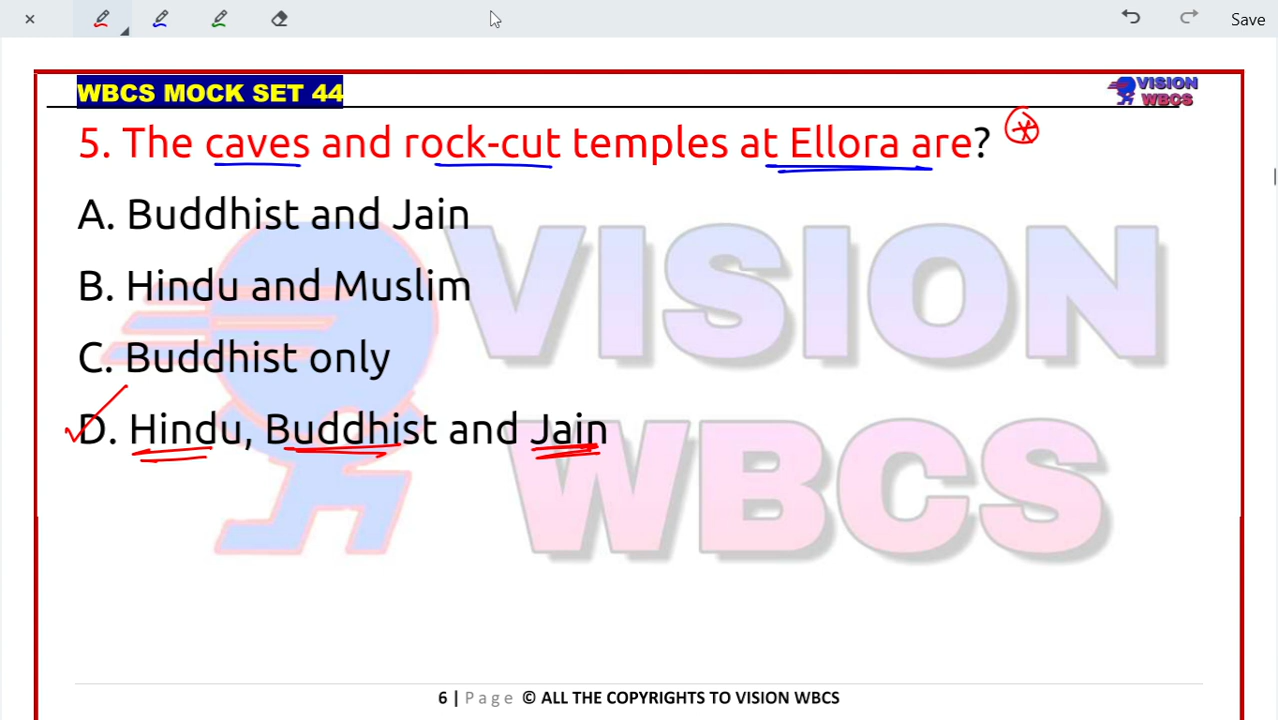 Save
WBCS MOCK SET 44
VISION
WBCS
5. The caves and rock-cut temples at Ellora are?
A. Buddhist and Jain
B. Hindu and Muslim
C. Buddhist only
D. Hindu, Buddhist and Jain
VISION
WBCS
6 | Page © ALL THE COPYRIGHTS TO VISION WBCS